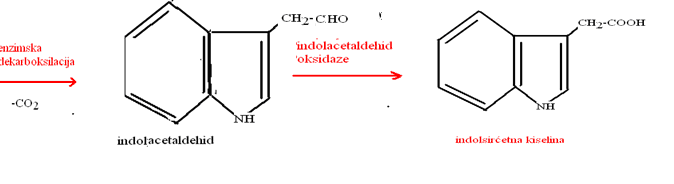 enzimska
dekarboksilacija
-CO2
CH2-CHO
NH
indolacetaldehid
indolacetaldehid
oksidaze
CH2-COOH
NH
indolsirćetna kiselina